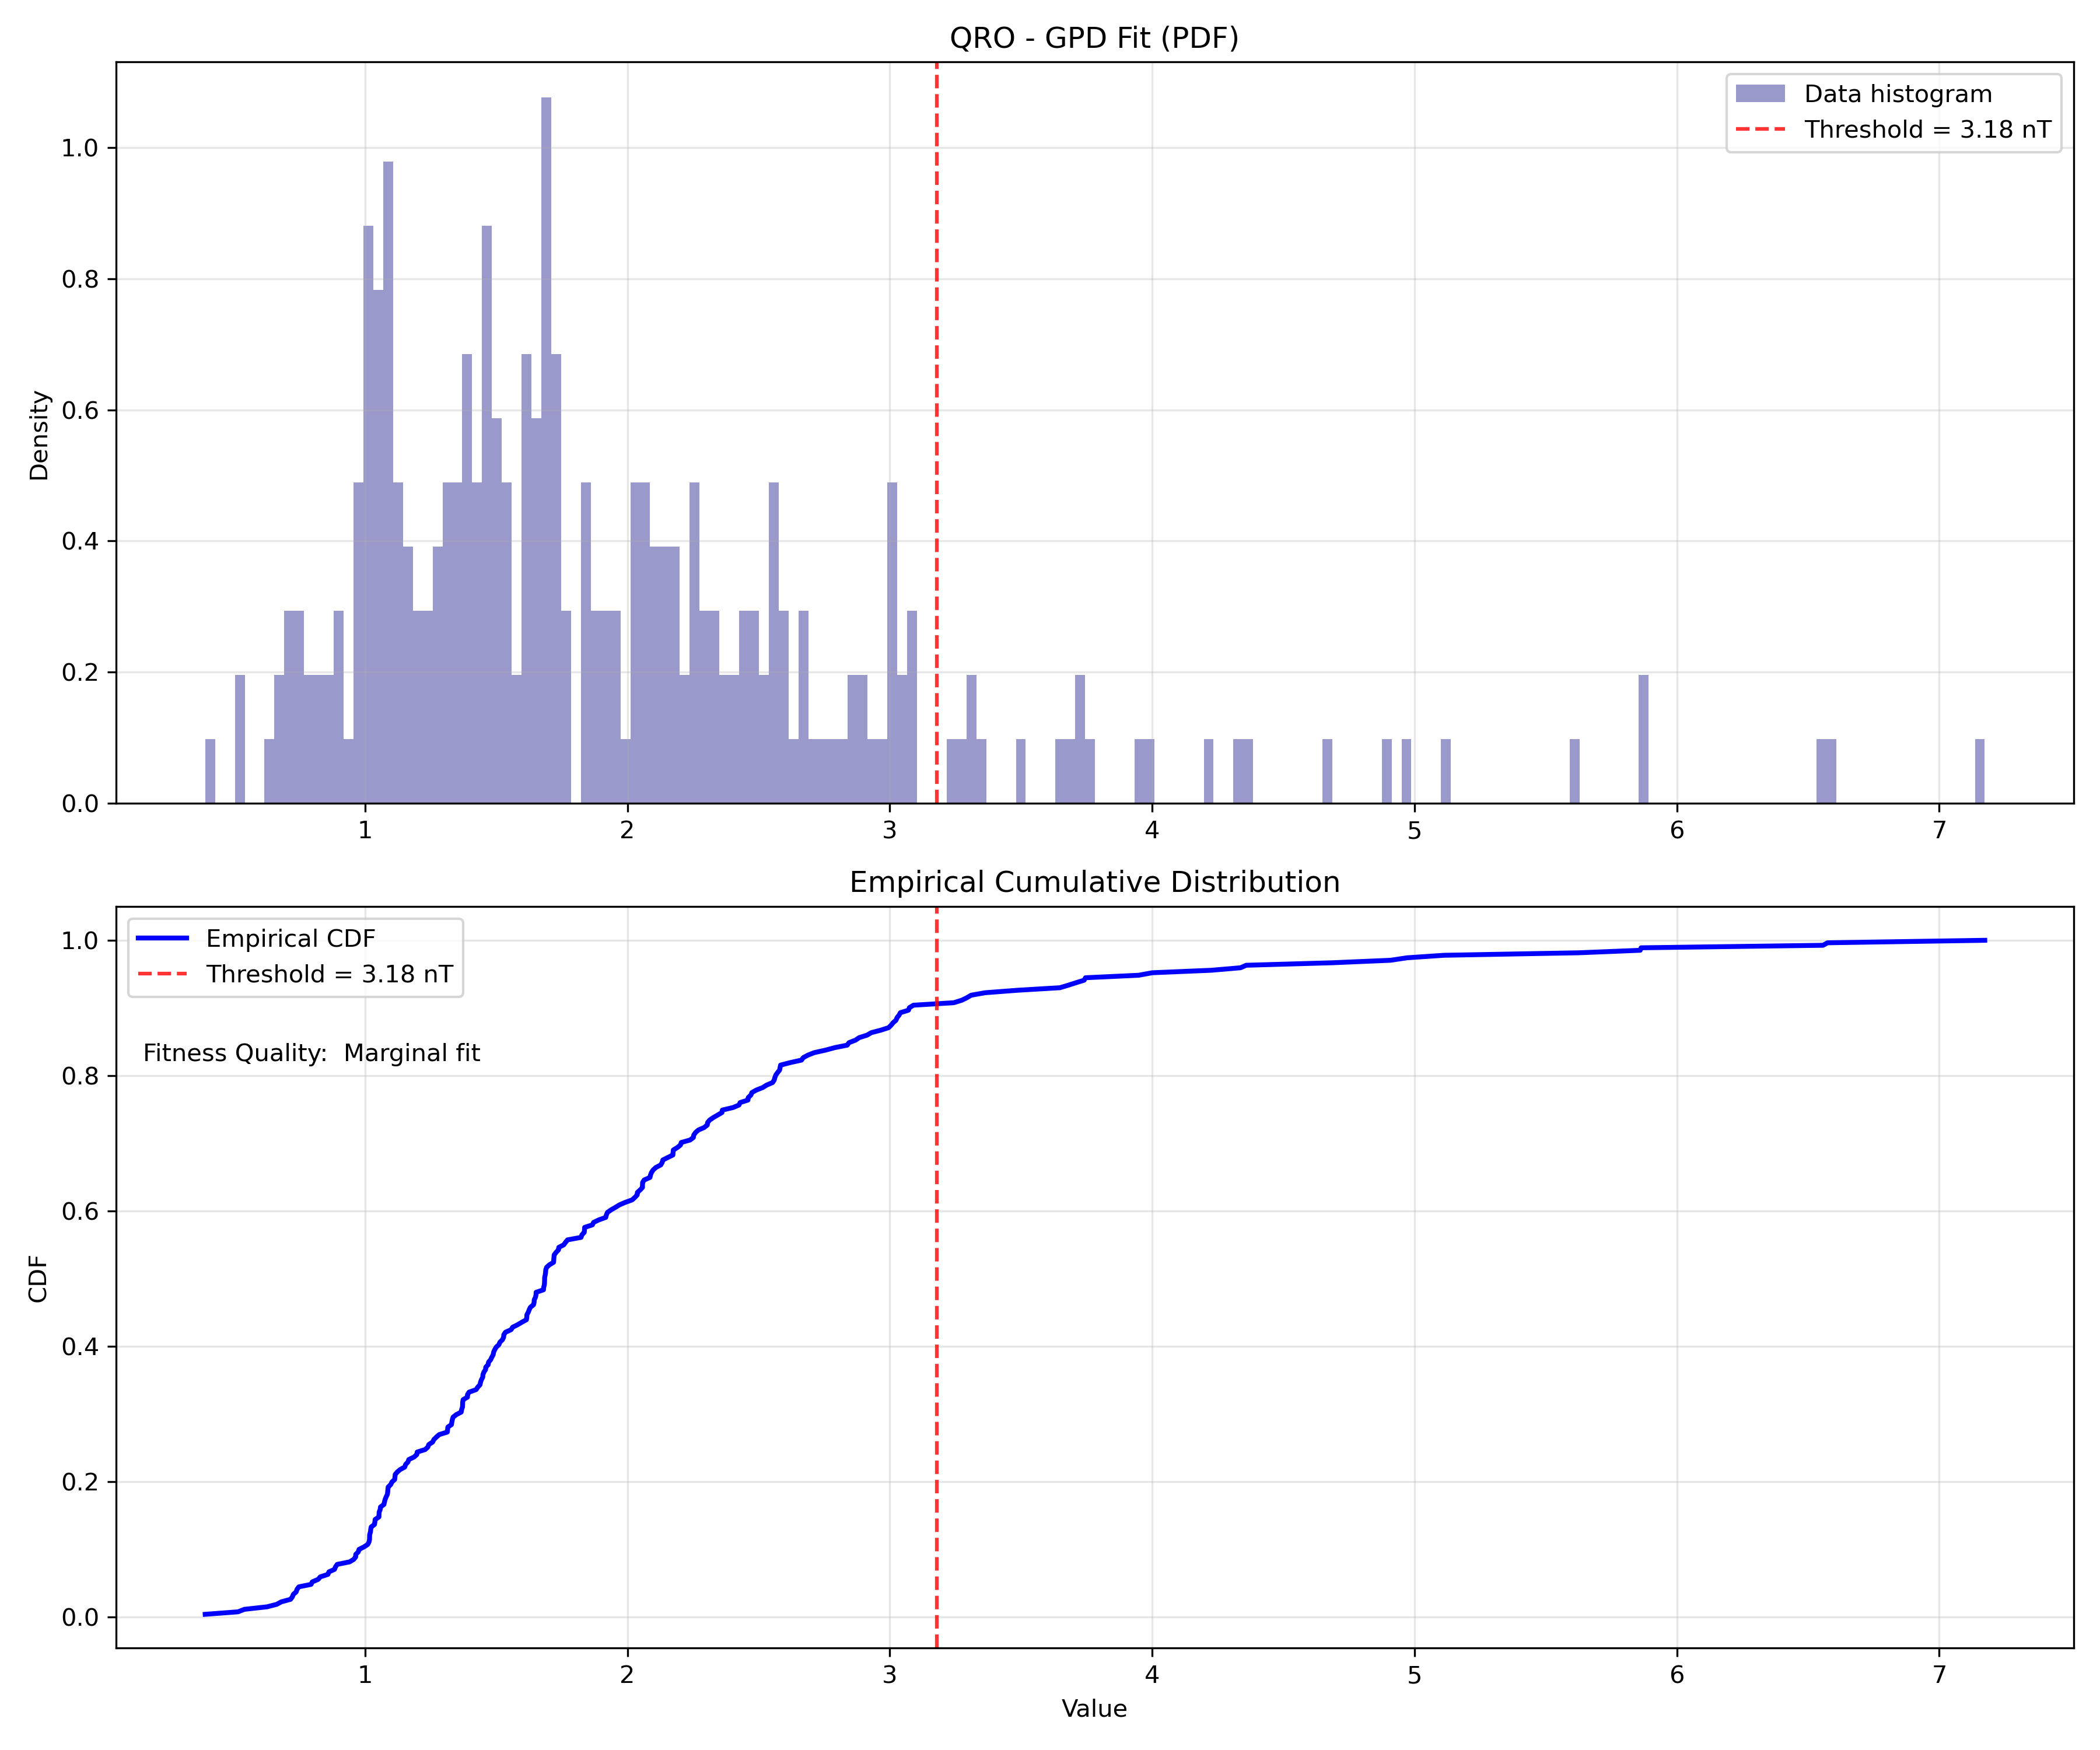 QRO - GPD Fit (PDF)
Data histogram
Threshold = 3.18 nT
Density
1.0
0.8
0.6
0.4
0.2
0.0
1 2 3 4 5 6 7
Empirical Cumulative Distribution
Empirical CDF
Threshold = 3.18 nT
Fitness Quality:  Marginal fit
CDF
1.0
0.8
0.6
0.4
0.2
0.0
1 2 3 4 5 6 7
Value